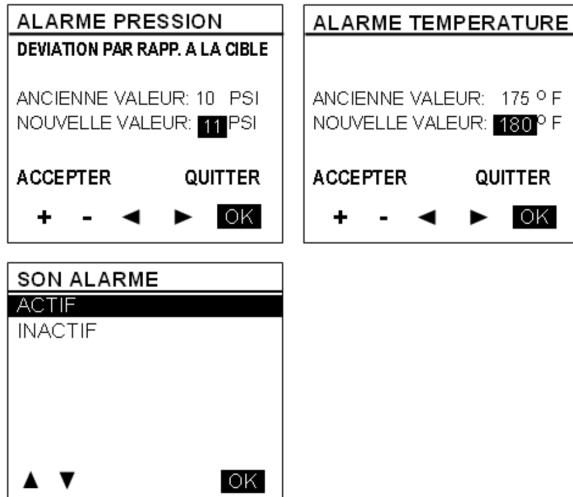 ALARME PRESSION
DEVIATION PAR RAPP. A LA CIBLE
ANCIENNE VALEUR: 10 PSI
NOUVELLE VALEUR: 11 PSI
ACCEPTER QUITTER
+ - ◄ ► OK
ALARME TEMPERATURE
ANCIENNE VALEUR: 175 º F
NOUVELLE VALEUR: 180 º F
ACCEPTER QUITTER
+ - ◄ ► OK
SON ALARME
ACTIF
INACTIF
▲ ▼ OK